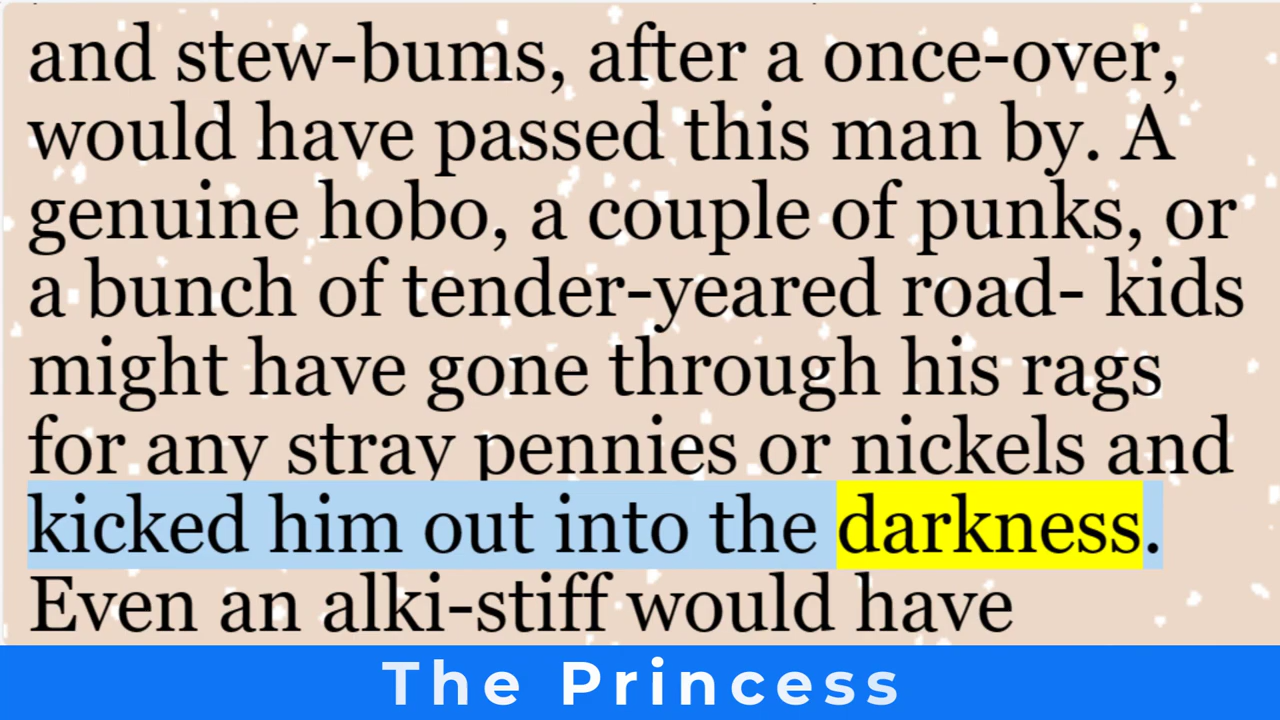 and stew-bums, after a once-over,
would have passed this man by. A
genuine hobo, a couple of punks, or
a bunch of tender-yeared road- kids
might have gone through his rags
for any stray pennies or nickels and
kicked him out into the darkness.
Even an alki-stiff would have
The Princess